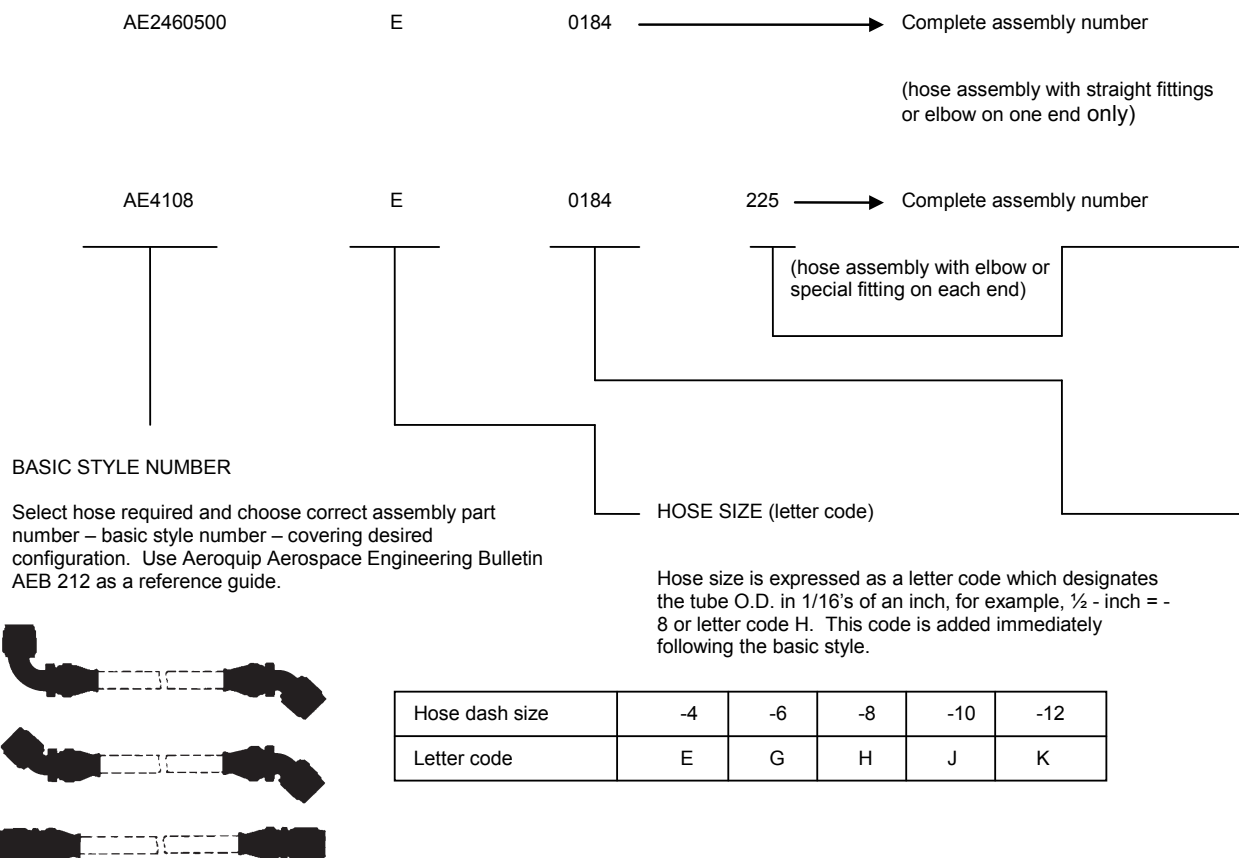 AE2460500 E 0184 Complete assembly number
(hose assembly with straight fittings
or elbow on one end only)
AE4108 E 0184 225 Complete assembly number
(hose assembly with elbow or
special fitting on each end)
BASIC STYLE NUMBER
Select hose required and choose correct assembly part
number – basic style number – covering desired
configuration. Use Aeroquip Aerospace Engineering Bulletin
AEB 212 as a reference guide.
HOSE SIZE (letter code)
Hose size is expressed as a letter code which designates
the tube O.D. in 1/16’s of an inch, for example, ½ - inch = -
8 or letter code H. This code is added immediately
following the basic style.
Hose dash size -4 -6 -8 -10 -12
Letter code E G H J K